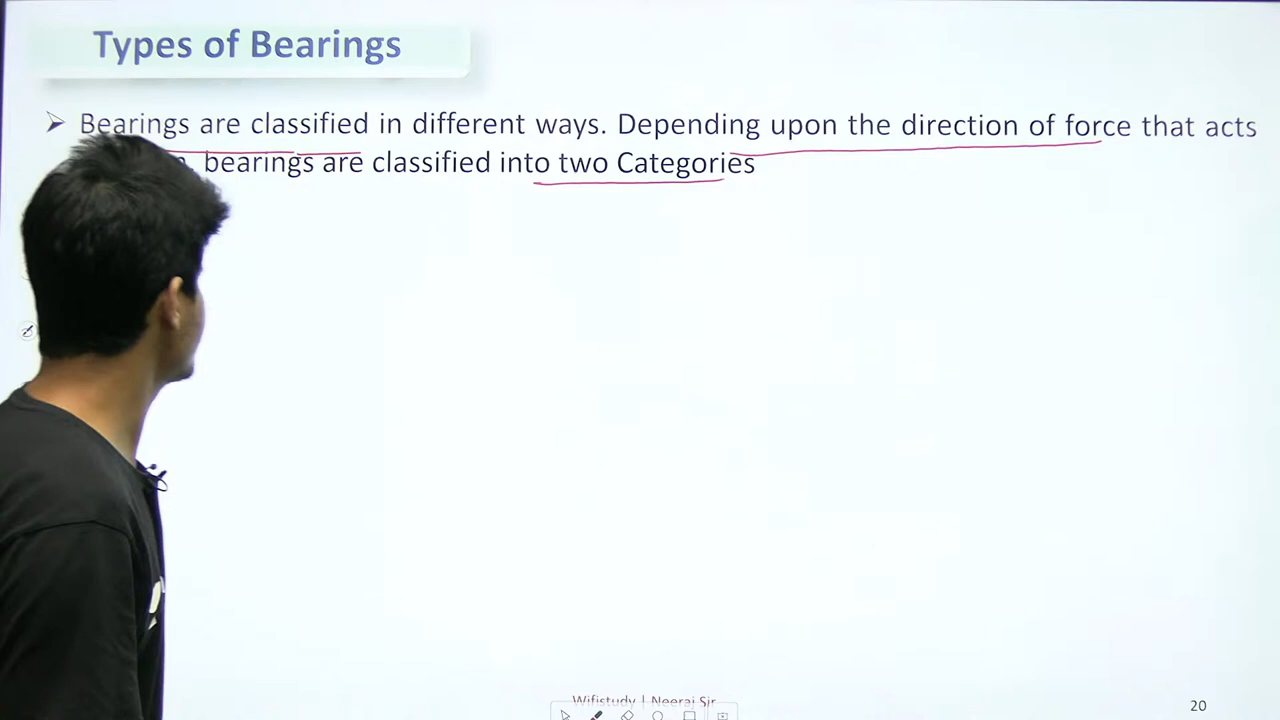 Types of Bearings
➤ Bearings are classified in different ways. Depending upon the direction of force that acts
bearings are classified into two Categories
Wifistudy | Neeraj Sir
20